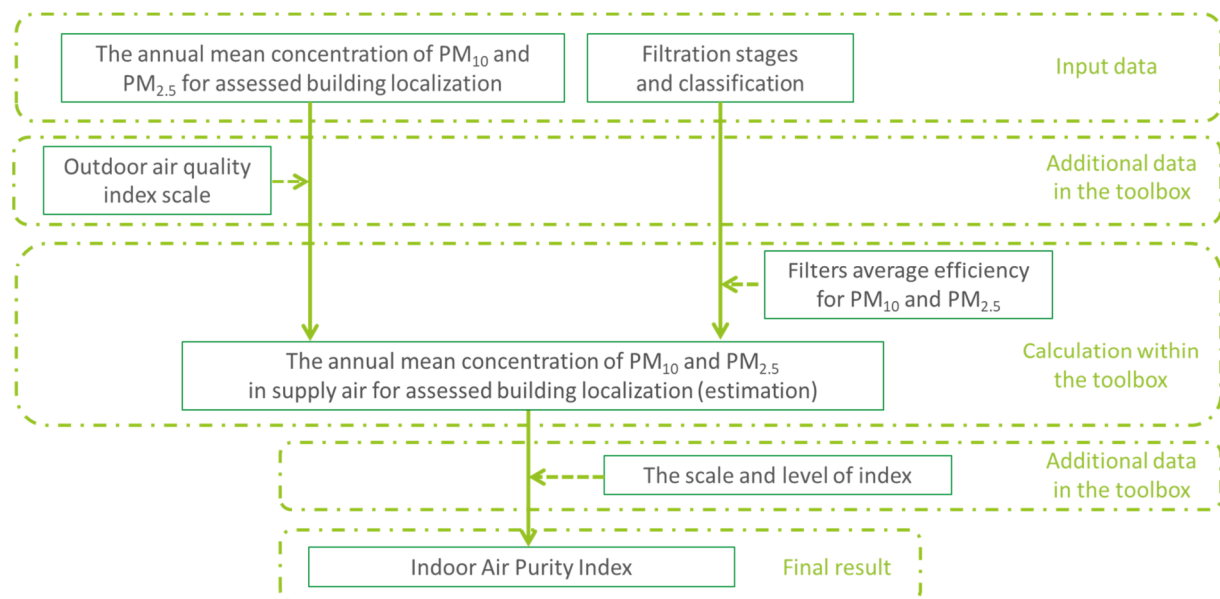 The annual mean concentration of PM₁₀ and
PM₂.₅ for assessed building localization
Filtration stages
and classification
Input data
Outdoor air quality
index scale
Additional data
in the toolbox
Filters average efficiency
for PM₁₀ and PM₂.₅
The annual mean concentration of PM₁₀ and PM₂.₅
in supply air for assessed building localization (estimation)
Calculation within
the toolbox
The scale and level of index
Additional data
in the toolbox
Indoor Air Purity Index
Final result